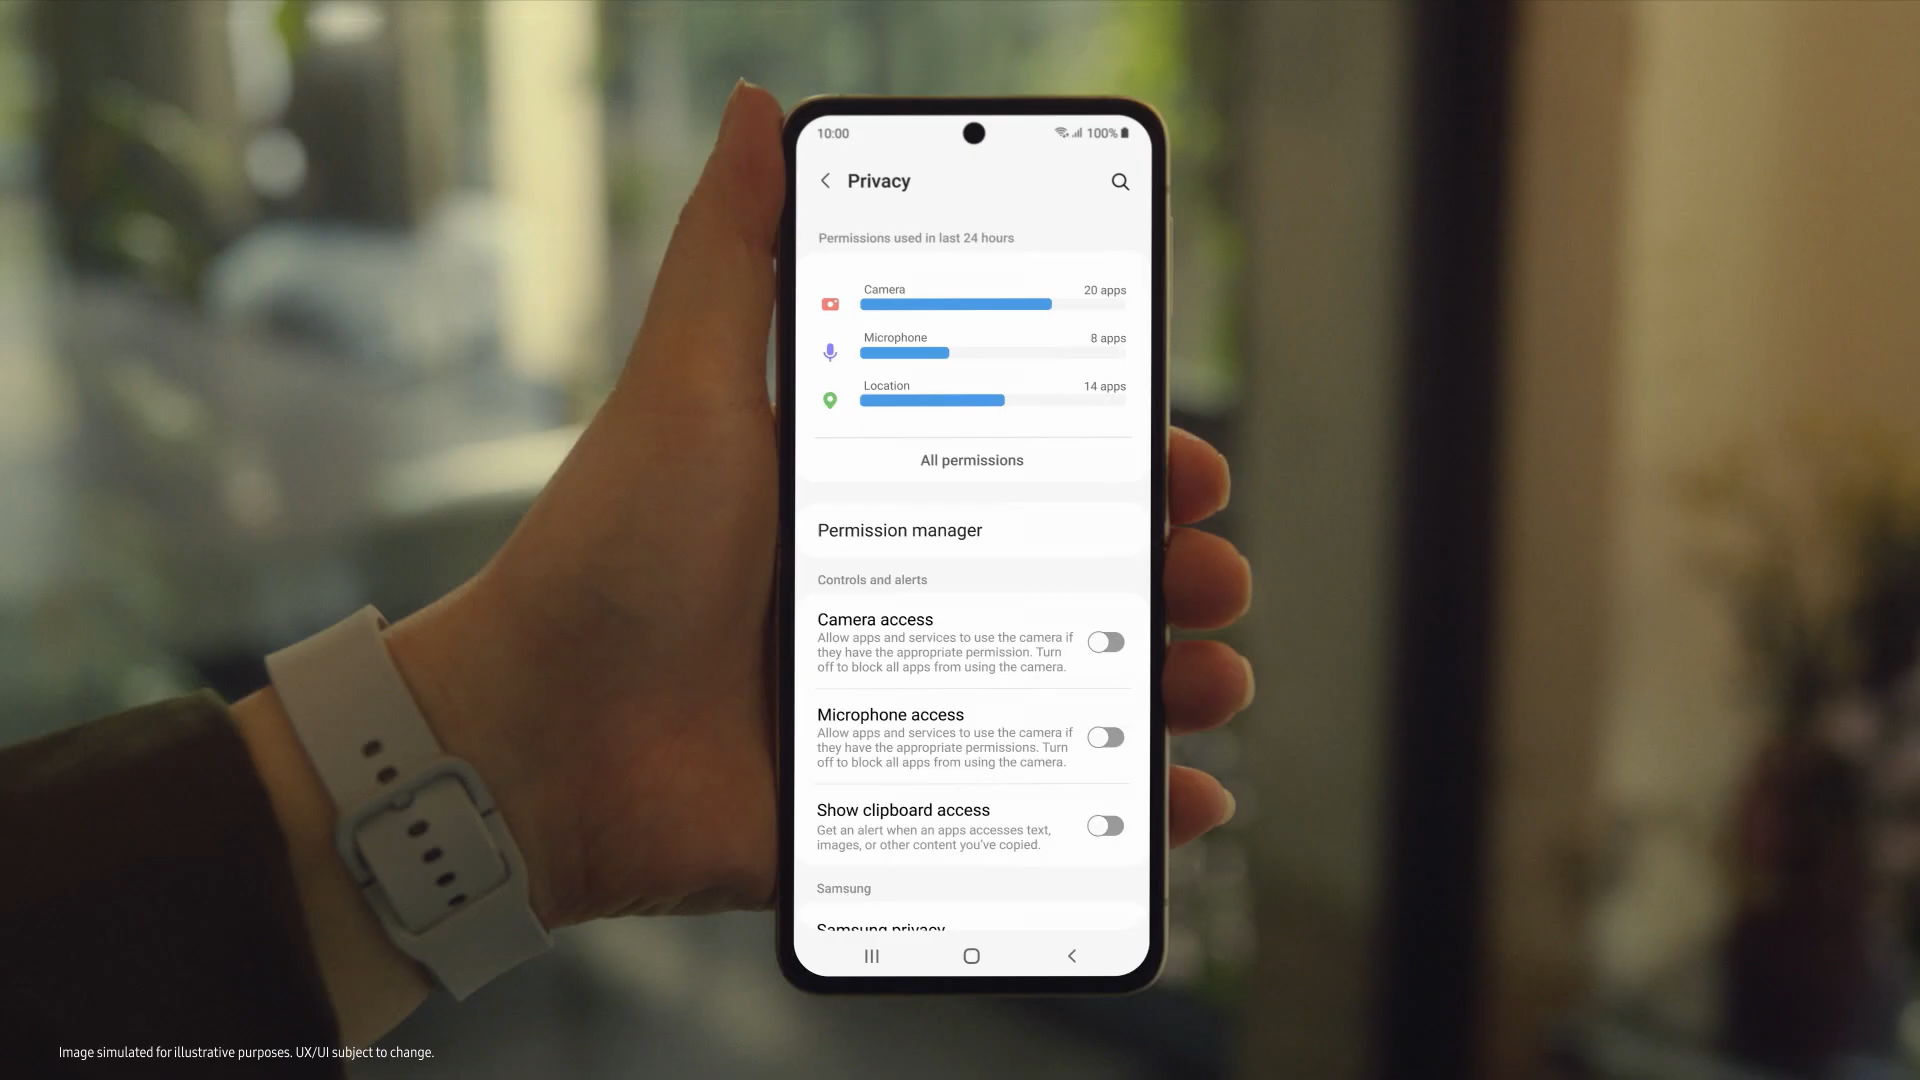 10:00 100%
Privacy
Permissions used in last 24 hours
Camera 20 apps
Microphone 8 apps
Location 14 apps
All permissions
Permission manager
Controls and alerts
Camera access
Allow apps and services to use the camera if
they have the appropriate permission. Turn
off to block all apps from using the camera.
Microphone access
Allow apps and services to use the camera if
they have the appropriate permissions. Turn
off to block all apps from using the camera.
Show clipboard access
Get an alert when an apps accesses text,
images, or other content you've copied.
Samsung
Samsung privacy
Image simulated for illustrative purposes. UX/UI subject to change.